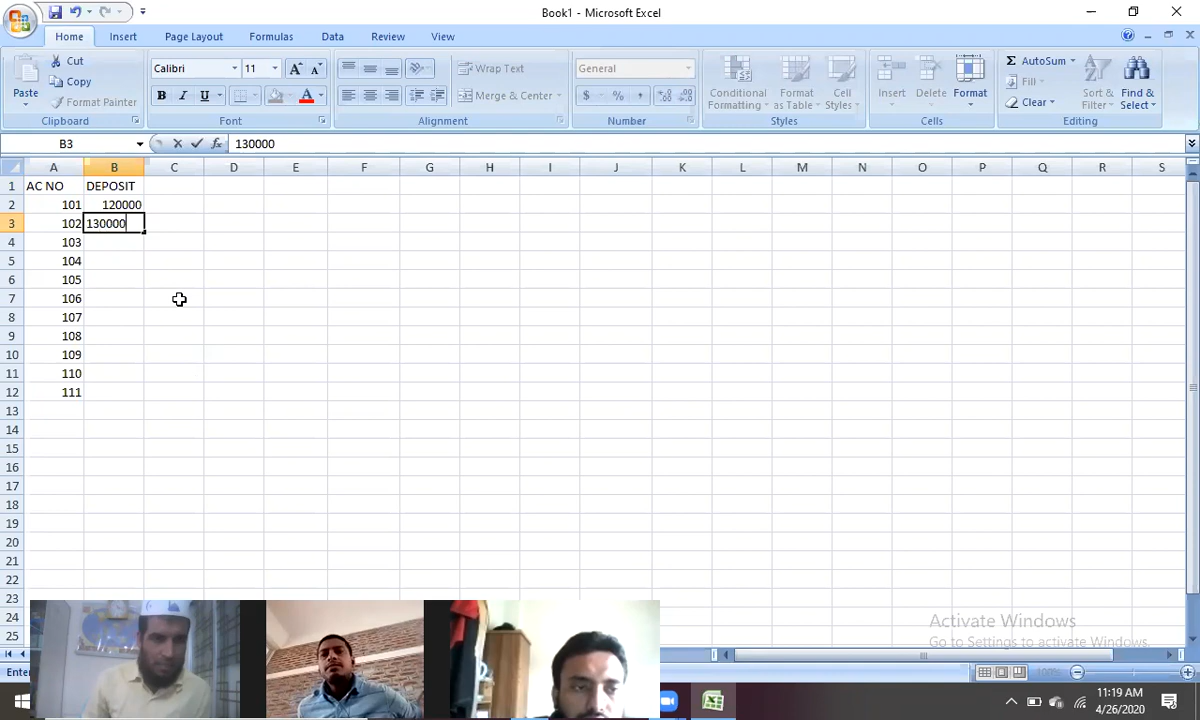 Book1 - Microsoft Excel
Home Insert Page Layout Formulas Data Review View
Paste
Cut
Copy
Format Painter
Clipboard
Calibri 11
B I U
Font
Wrap Text
Merge & Center
Alignment
General
$ % ,
Number
Conditional Formatting
Format as Table
Cell Styles
Styles
Insert Delete Format
Cells
Σ AutoSum
Fill
Clear
Sort & Filter
Find & Select
Editing
B3 fx 130000
A B C D E F G H I J K L M N O P Q R S
1 AC NO DEPOSIT
2 101 120000
3 102 130000
4 103
5 104
6 105
7 106
8 107
9 108
10 109
11 110
12 111
13
14
15
16
17
18
19
20
21
22
23
24
25
Activate Windows
Go to Settings to activate Windows.
Enter
100%
11:19 AM
4/26/2020